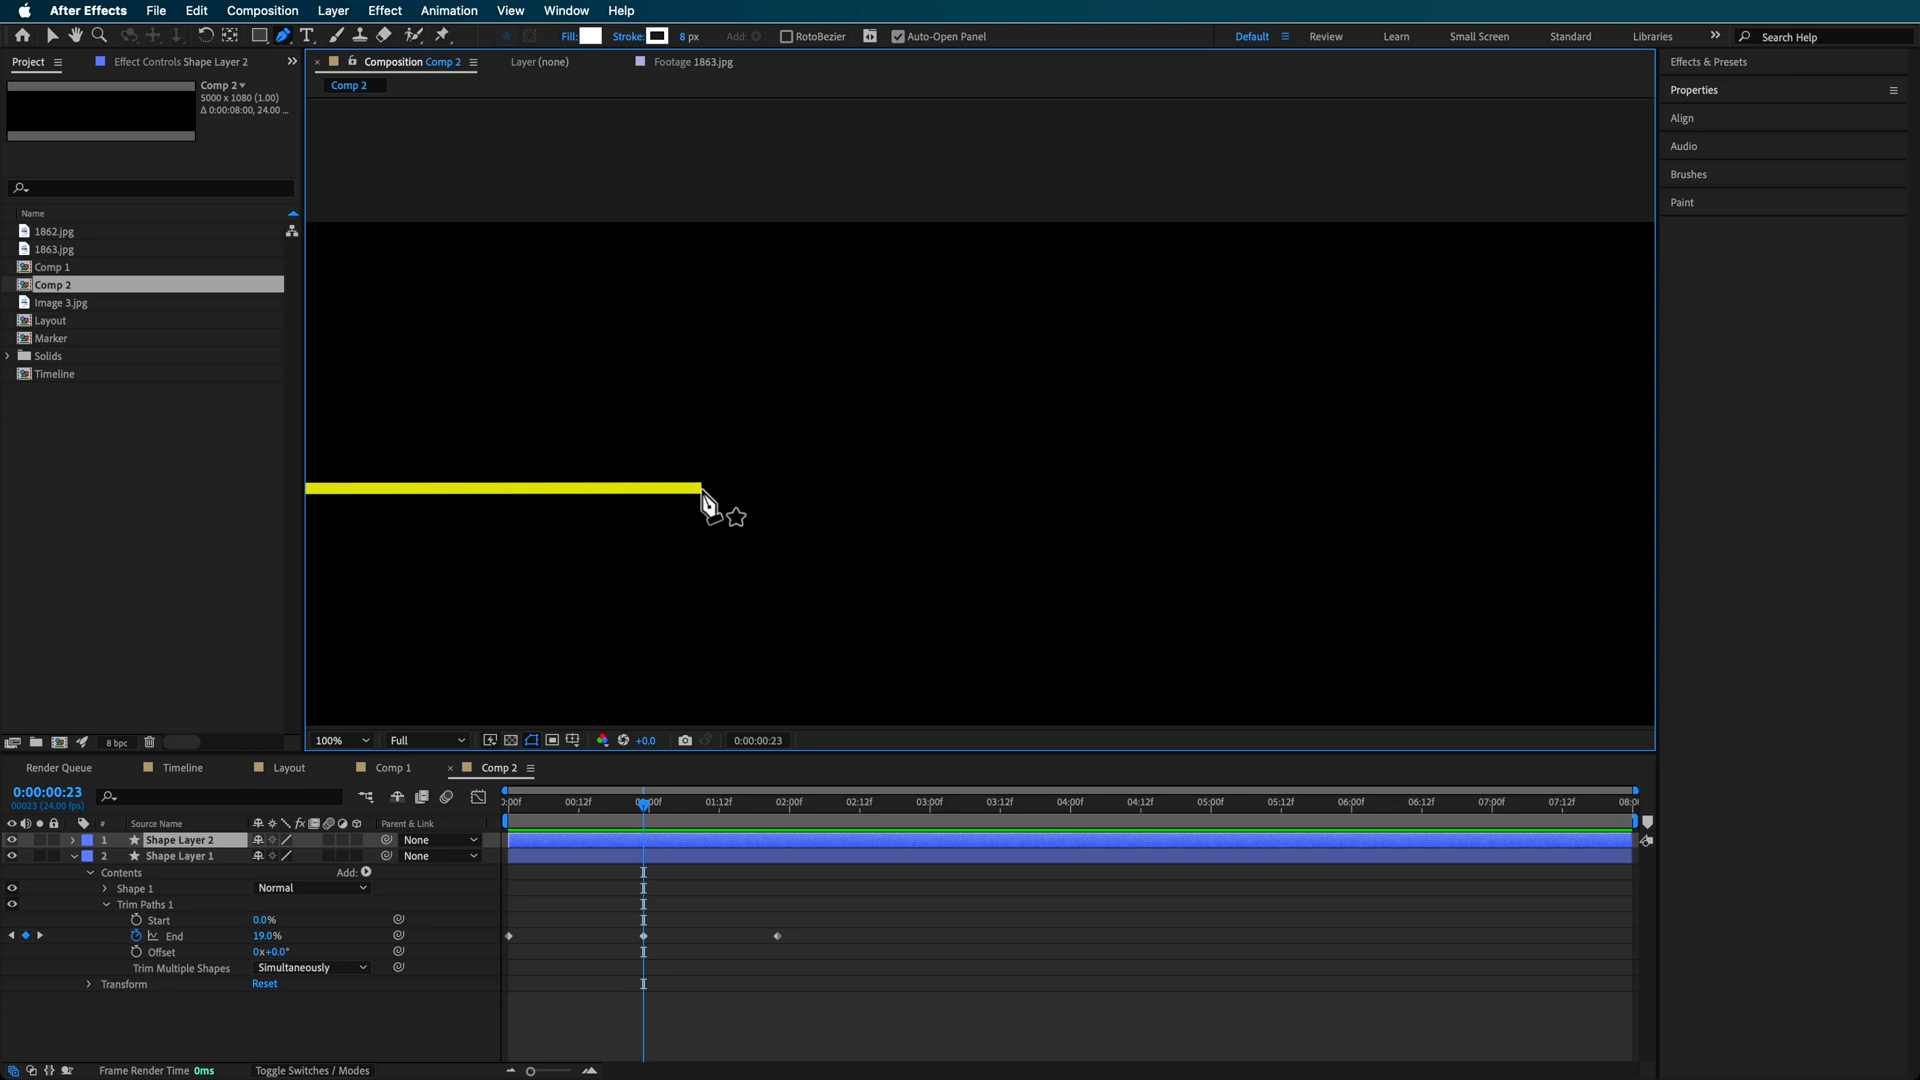 After Effects File Edit Composition Layer Effect Animation View Window Help
Fill: Stroke: 8 px Add: RotoBezier Auto-Open Panel Default Review Learn Small Screen Standard Libraries Search Help
Project Effect Controls Shape Layer 2 Composition Comp 2 Layer (none) Footage 1863.jpg Effects & Presets
Comp 2 Comp 2 Properties
5000 x 1080 (1.00)
Δ 0:00:08:00, 24.00 ...
Align
Audio
Brushes
Paint
Name
1862.jpg
1863.jpg
Comp 1
Comp 2
Image 3.jpg
Layout
Marker
Solids
Timeline
8 bpc 100% Full +0.0 0:00:00:23
Render Queue Timeline Layout Comp 1 Comp 2
0:00:00:23
00023 (24.00 fps)
0:00f 00:12f 01:12f 02:00f 02:12f 03:00f 03:12f 04:00f 04:12f 05:00f 05:12f 06:00f 06:12f 07:00f 07:12f
# Source Name Parent & Link
1 Shape Layer 2 None
2 Shape Layer 1 None
Contents Add:
Shape 1 Normal
Trim Paths 1
Start 0.0%
End 19.0%
Offset 0x+0.0°
Trim Multiple Shapes Simultaneously
Transform Reset
Frame Render Time 0ms Toggle Switches / Modes